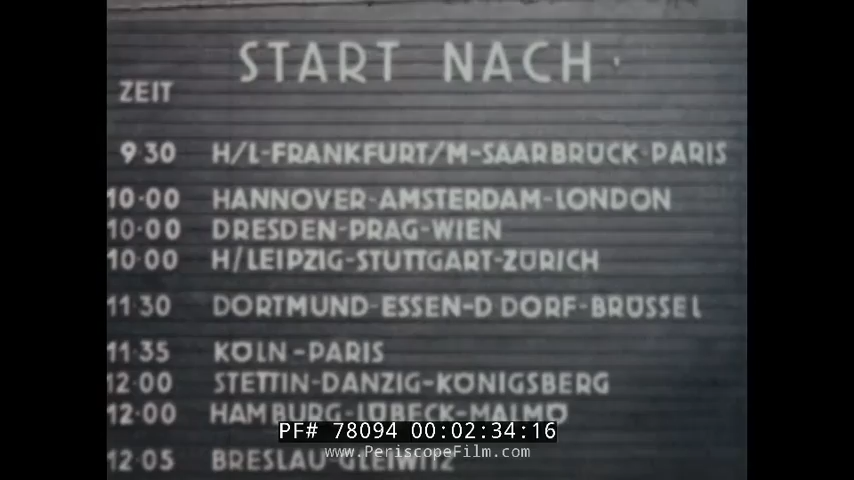 START NACH
ZEIT
9·30 H/L-FRANKFURT/M-SAARBRÜCK·PARIS
10·00 HANNOVER-AMSTERDAM-LONDON
10·00 DRESDEN-PRAG-WIEN
10·00 H/LEIPZIG-STUTTGART-ZÜRICH
11·30 DORTMUND-ESSEN-D DORF-BRÜSSEL
11·35 KÖLN-PARIS
12·00 STETTIN-DANZIG-KÖNIGSBERG
12·00 HAMBURG-LÜBECK-MALMÖ
PF# 78094 00:02:34:16
www.PeriscopeFilm.com
12·05 BRESLAU-GLEIWITZ